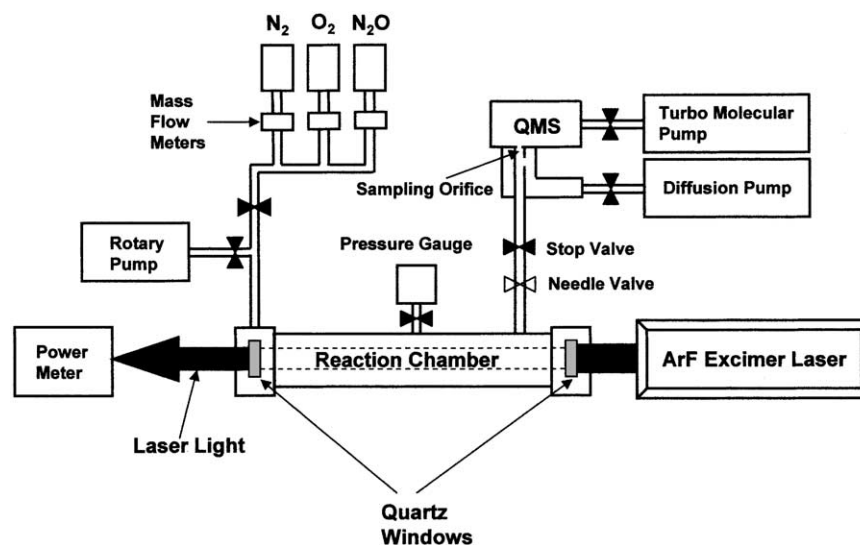 N₂ O₂ N₂O
Mass
Flow
Meters
QMS
Turbo Molecular
Pump
Sampling Orifice
Diffusion Pump
Rotary
Pump
Pressure Gauge
Stop Valve
Needle Valve
Power
Meter
Reaction Chamber
ArF Excimer Laser
Laser Light
Quartz
Windows